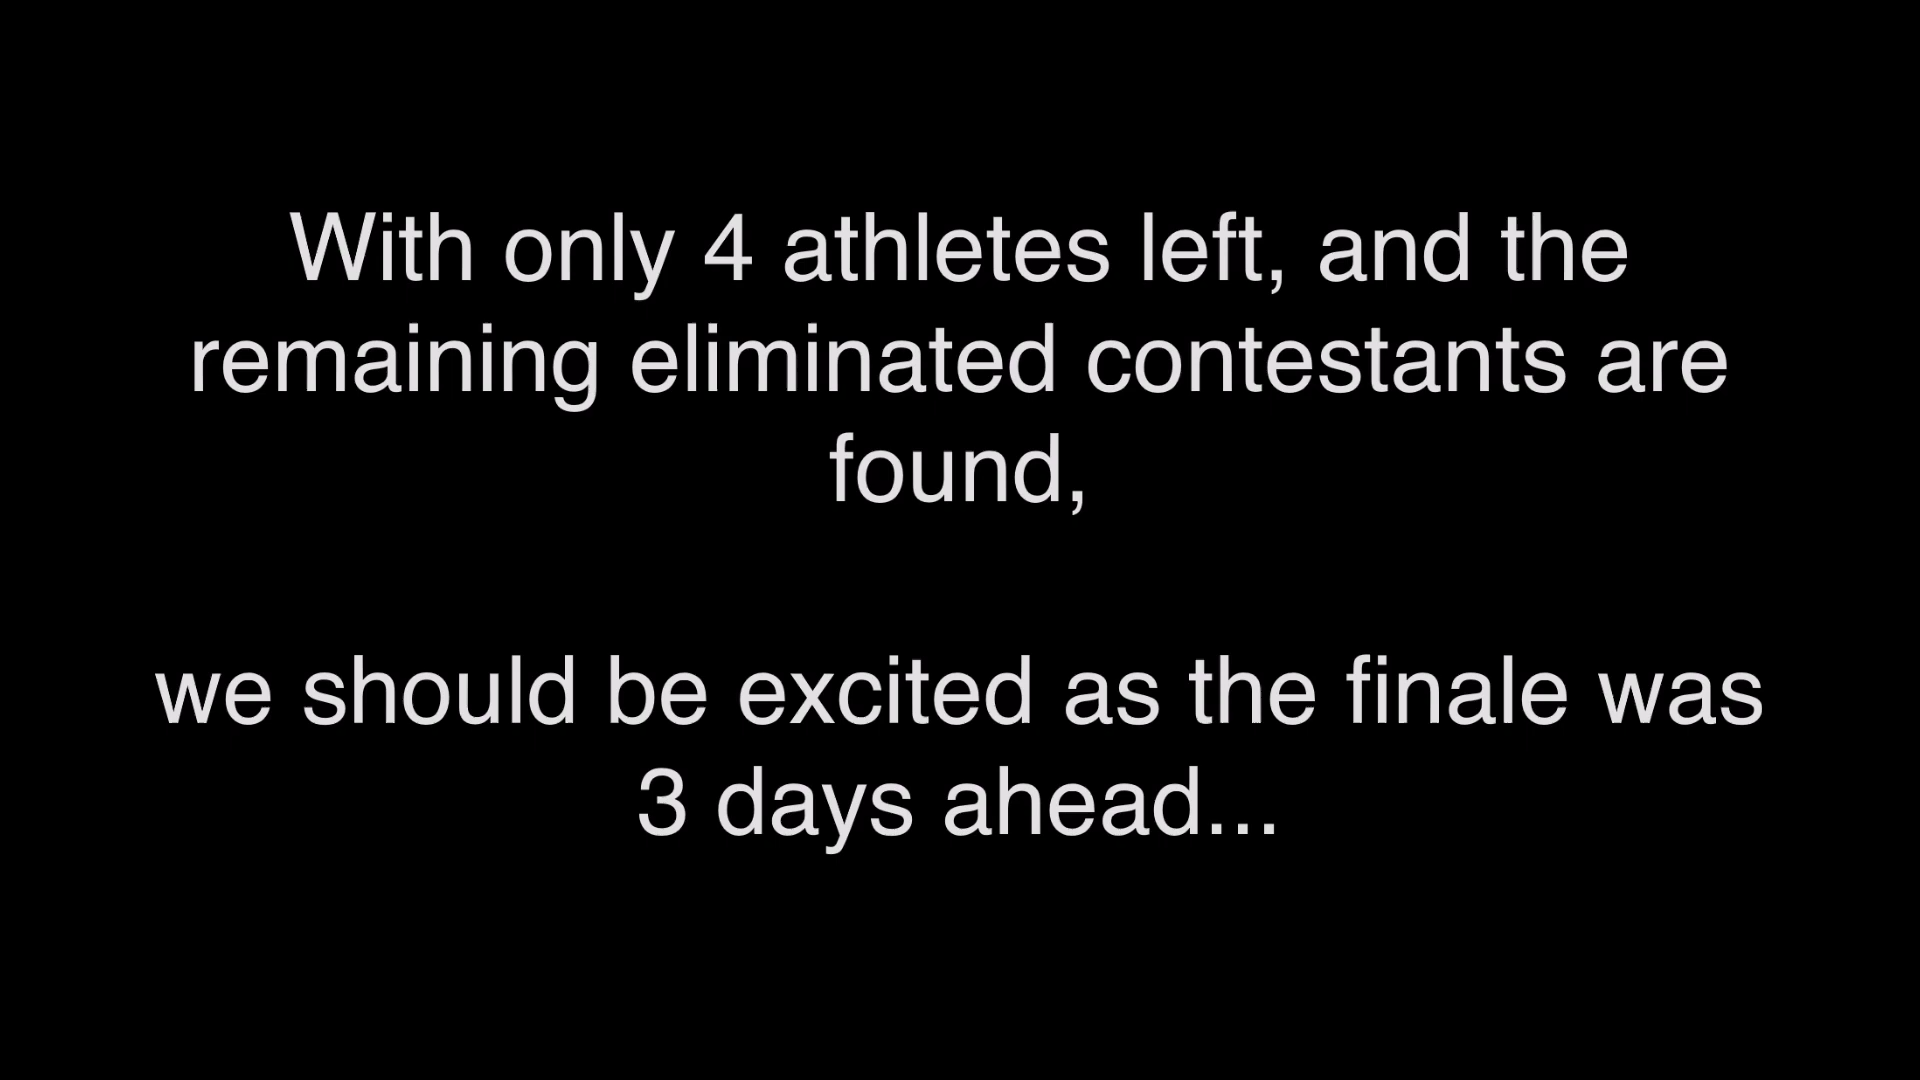 With only 4 athletes left, and the
remaining eliminated contestants are
found,
we should be excited as the finale was
3 days ahead...